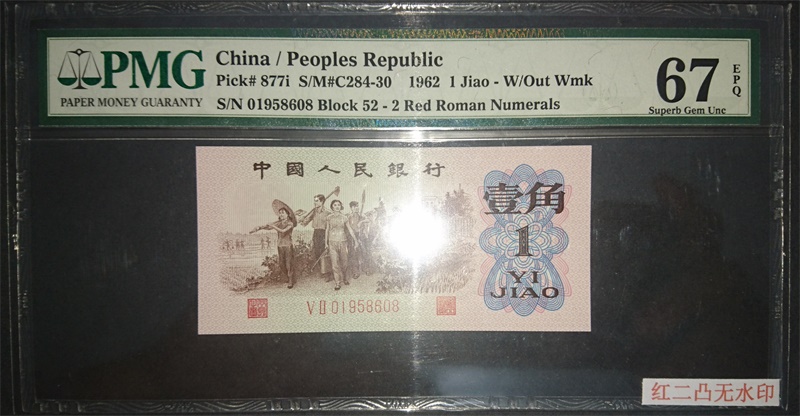 PMG
PAPER MONEY GUARANTY
China / Peoples Republic
Pick# 877i S/M#C284-30 1962 1 Jiao - W/Out Wmk
S/N 01958608 Block 52 - 2 Red Roman Numerals
67
EPQ
Superb Gem Unc
中國人民銀行
壹角
1
YI
JIAO
ⅤⅡ01958608
红二凸无水印